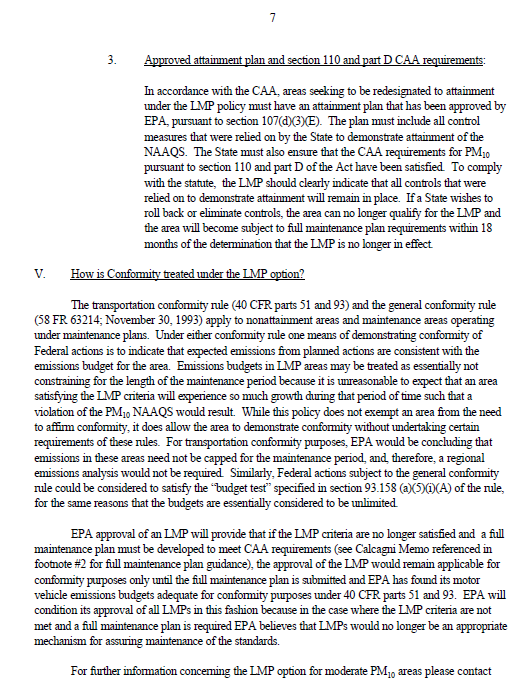 7
3. Approved attainment plan and section 110 and part D CAA requirements:
In accordance with the CAA, areas seeking to be redesignated to attainment
under the LMP policy must have an attainment plan that has been approved by
EPA, pursuant to section 107(d)(3)(E). The plan must include all control
measures that were relied on by the State to demonstrate attainment of the
NAAQS. The State must also ensure that the CAA requirements for PM10
pursuant to section 110 and part D of the Act have been satisfied. To comply
with the statute, the LMP should clearly indicate that all controls that were
relied on to demonstrate attainment will remain in place. If a State wishes to
roll back or eliminate controls, the area can no longer qualify for the LMP and
the area will become subject to full maintenance plan requirements within 18
months of the determination that the LMP is no longer in effect.
V. How is Conformity treated under the LMP option?
The transportation conformity rule (40 CFR parts 51 and 93) and the general conformity rule
(58 FR 63214; November 30, 1993) apply to nonattainment areas and maintenance areas operating
under maintenance plans. Under either conformity rule one means of demonstrating conformity of
Federal actions is to indicate that expected emissions from planned actions are consistent with the
emissions budget for the area. Emissions budgets in LMP areas may be treated as essentially not
constraining for the length of the maintenance period because it is unreasonable to expect that an area
satisfying the LMP criteria will experience so much growth during that period of time such that a
violation of the PM10 NAAQS would result. While this policy does not exempt an area from the need
to affirm conformity, it does allow the area to demonstrate conformity without undertaking certain
requirements of these rules. For transportation conformity purposes, EPA would be concluding that
emissions in these areas need not be capped for the maintenance period, and, therefore, a regional
emissions analysis would not be required. Similarly, Federal actions subject to the general conformity
rule could be considered to satisfy the “budget test” specified in section 93.158 (a)(5)(i)(A) of the rule,
for the same reasons that the budgets are essentially considered to be unlimited.
EPA approval of an LMP will provide that if the LMP criteria are no longer satisfied and a full
maintenance plan must be developed to meet CAA requirements (see Calcagni Memo referenced in
footnote #2 for full maintenance plan guidance), the approval of the LMP would remain applicable for
conformity purposes only until the full maintenance plan is submitted and EPA has found its motor
vehicle emissions budgets adequate for conformity purposes under 40 CFR parts 51 and 93. EPA will
condition its approval of all LMPs in this fashion because in the case where the LMP criteria are not
met and a full maintenance plan is required EPA believes that LMPs would no longer be an appropriate
mechanism for assuring maintenance of the standards.
For further information concerning the LMP option for moderate PM10 areas please contact